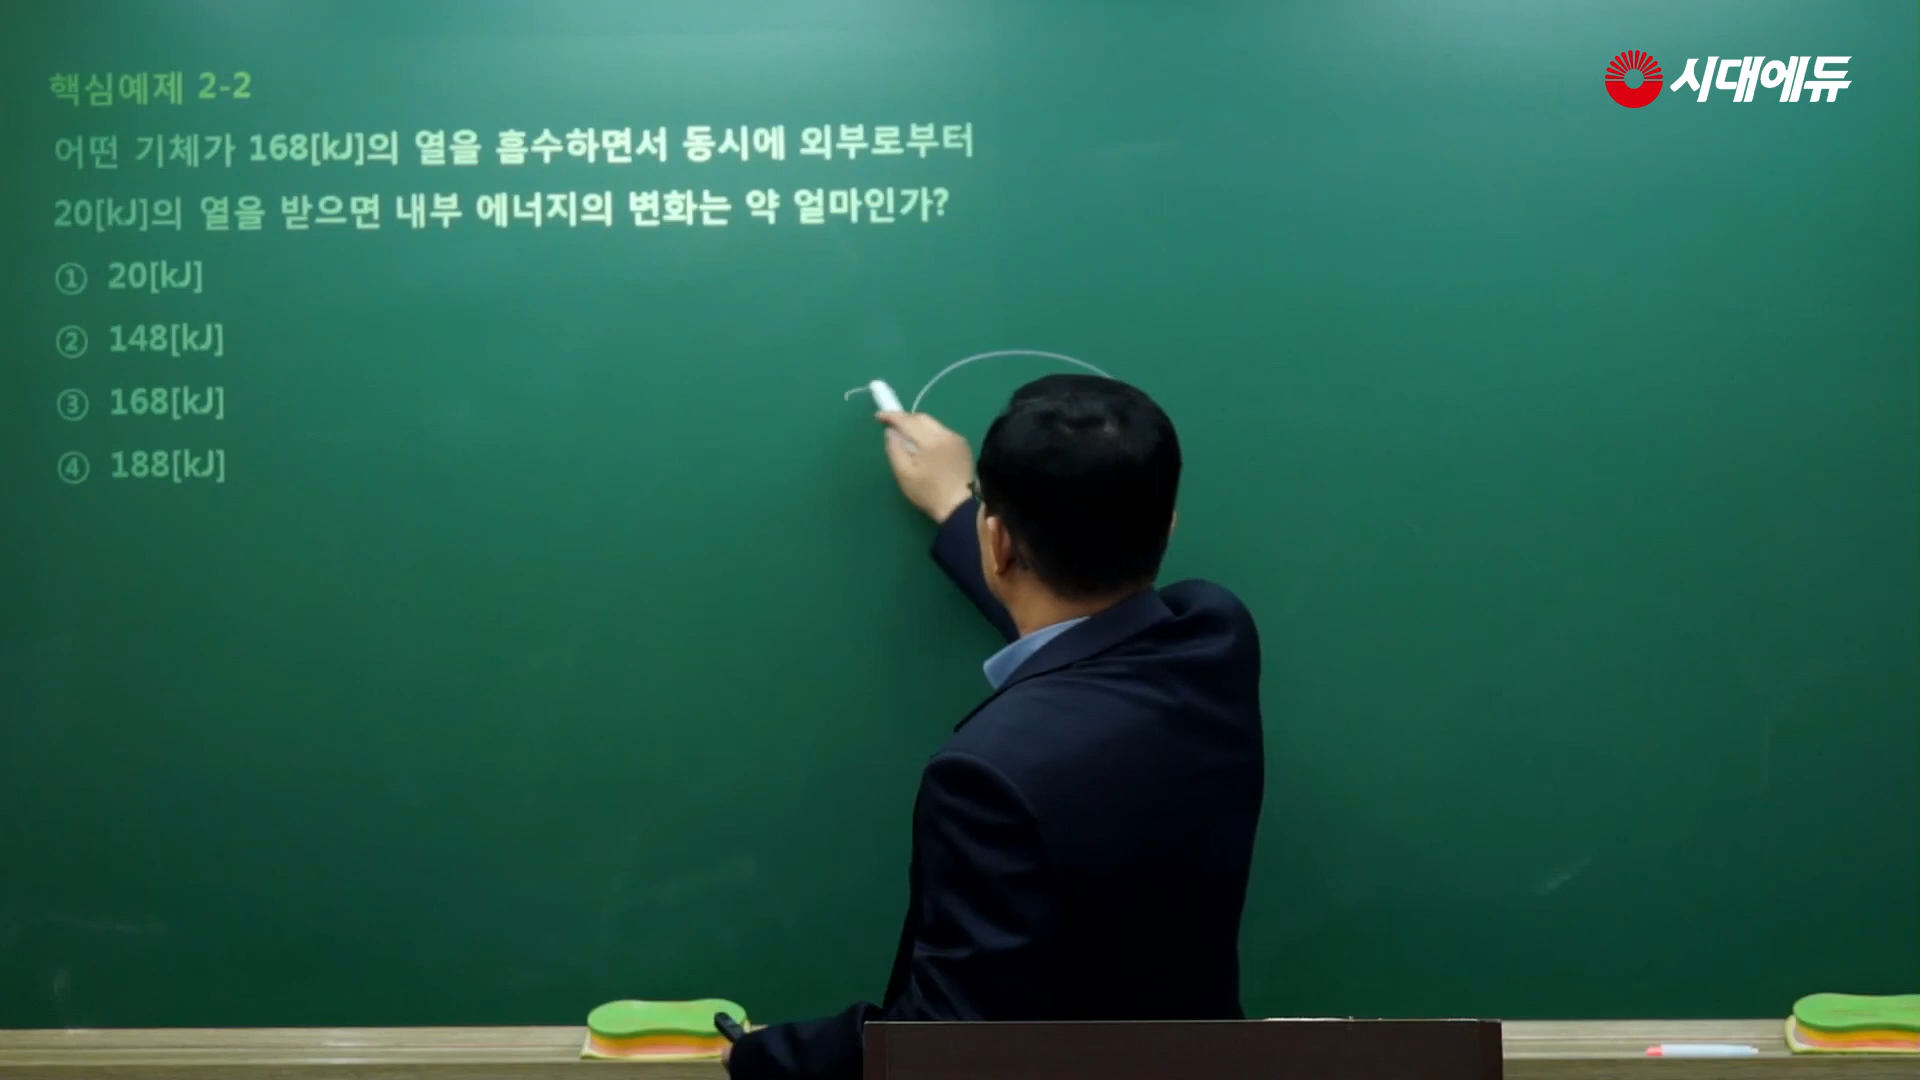 시대에듀
핵심예제 2-2
어떤 기체가 168[kJ]의 열을 흡수하면서 동시에 외부로부터
20[kJ]의 열을 받으면 내부 에너지의 변화는 약 얼마인가?
① 20[kJ]
② 148[kJ]
③ 168[kJ]
④ 188[kJ]